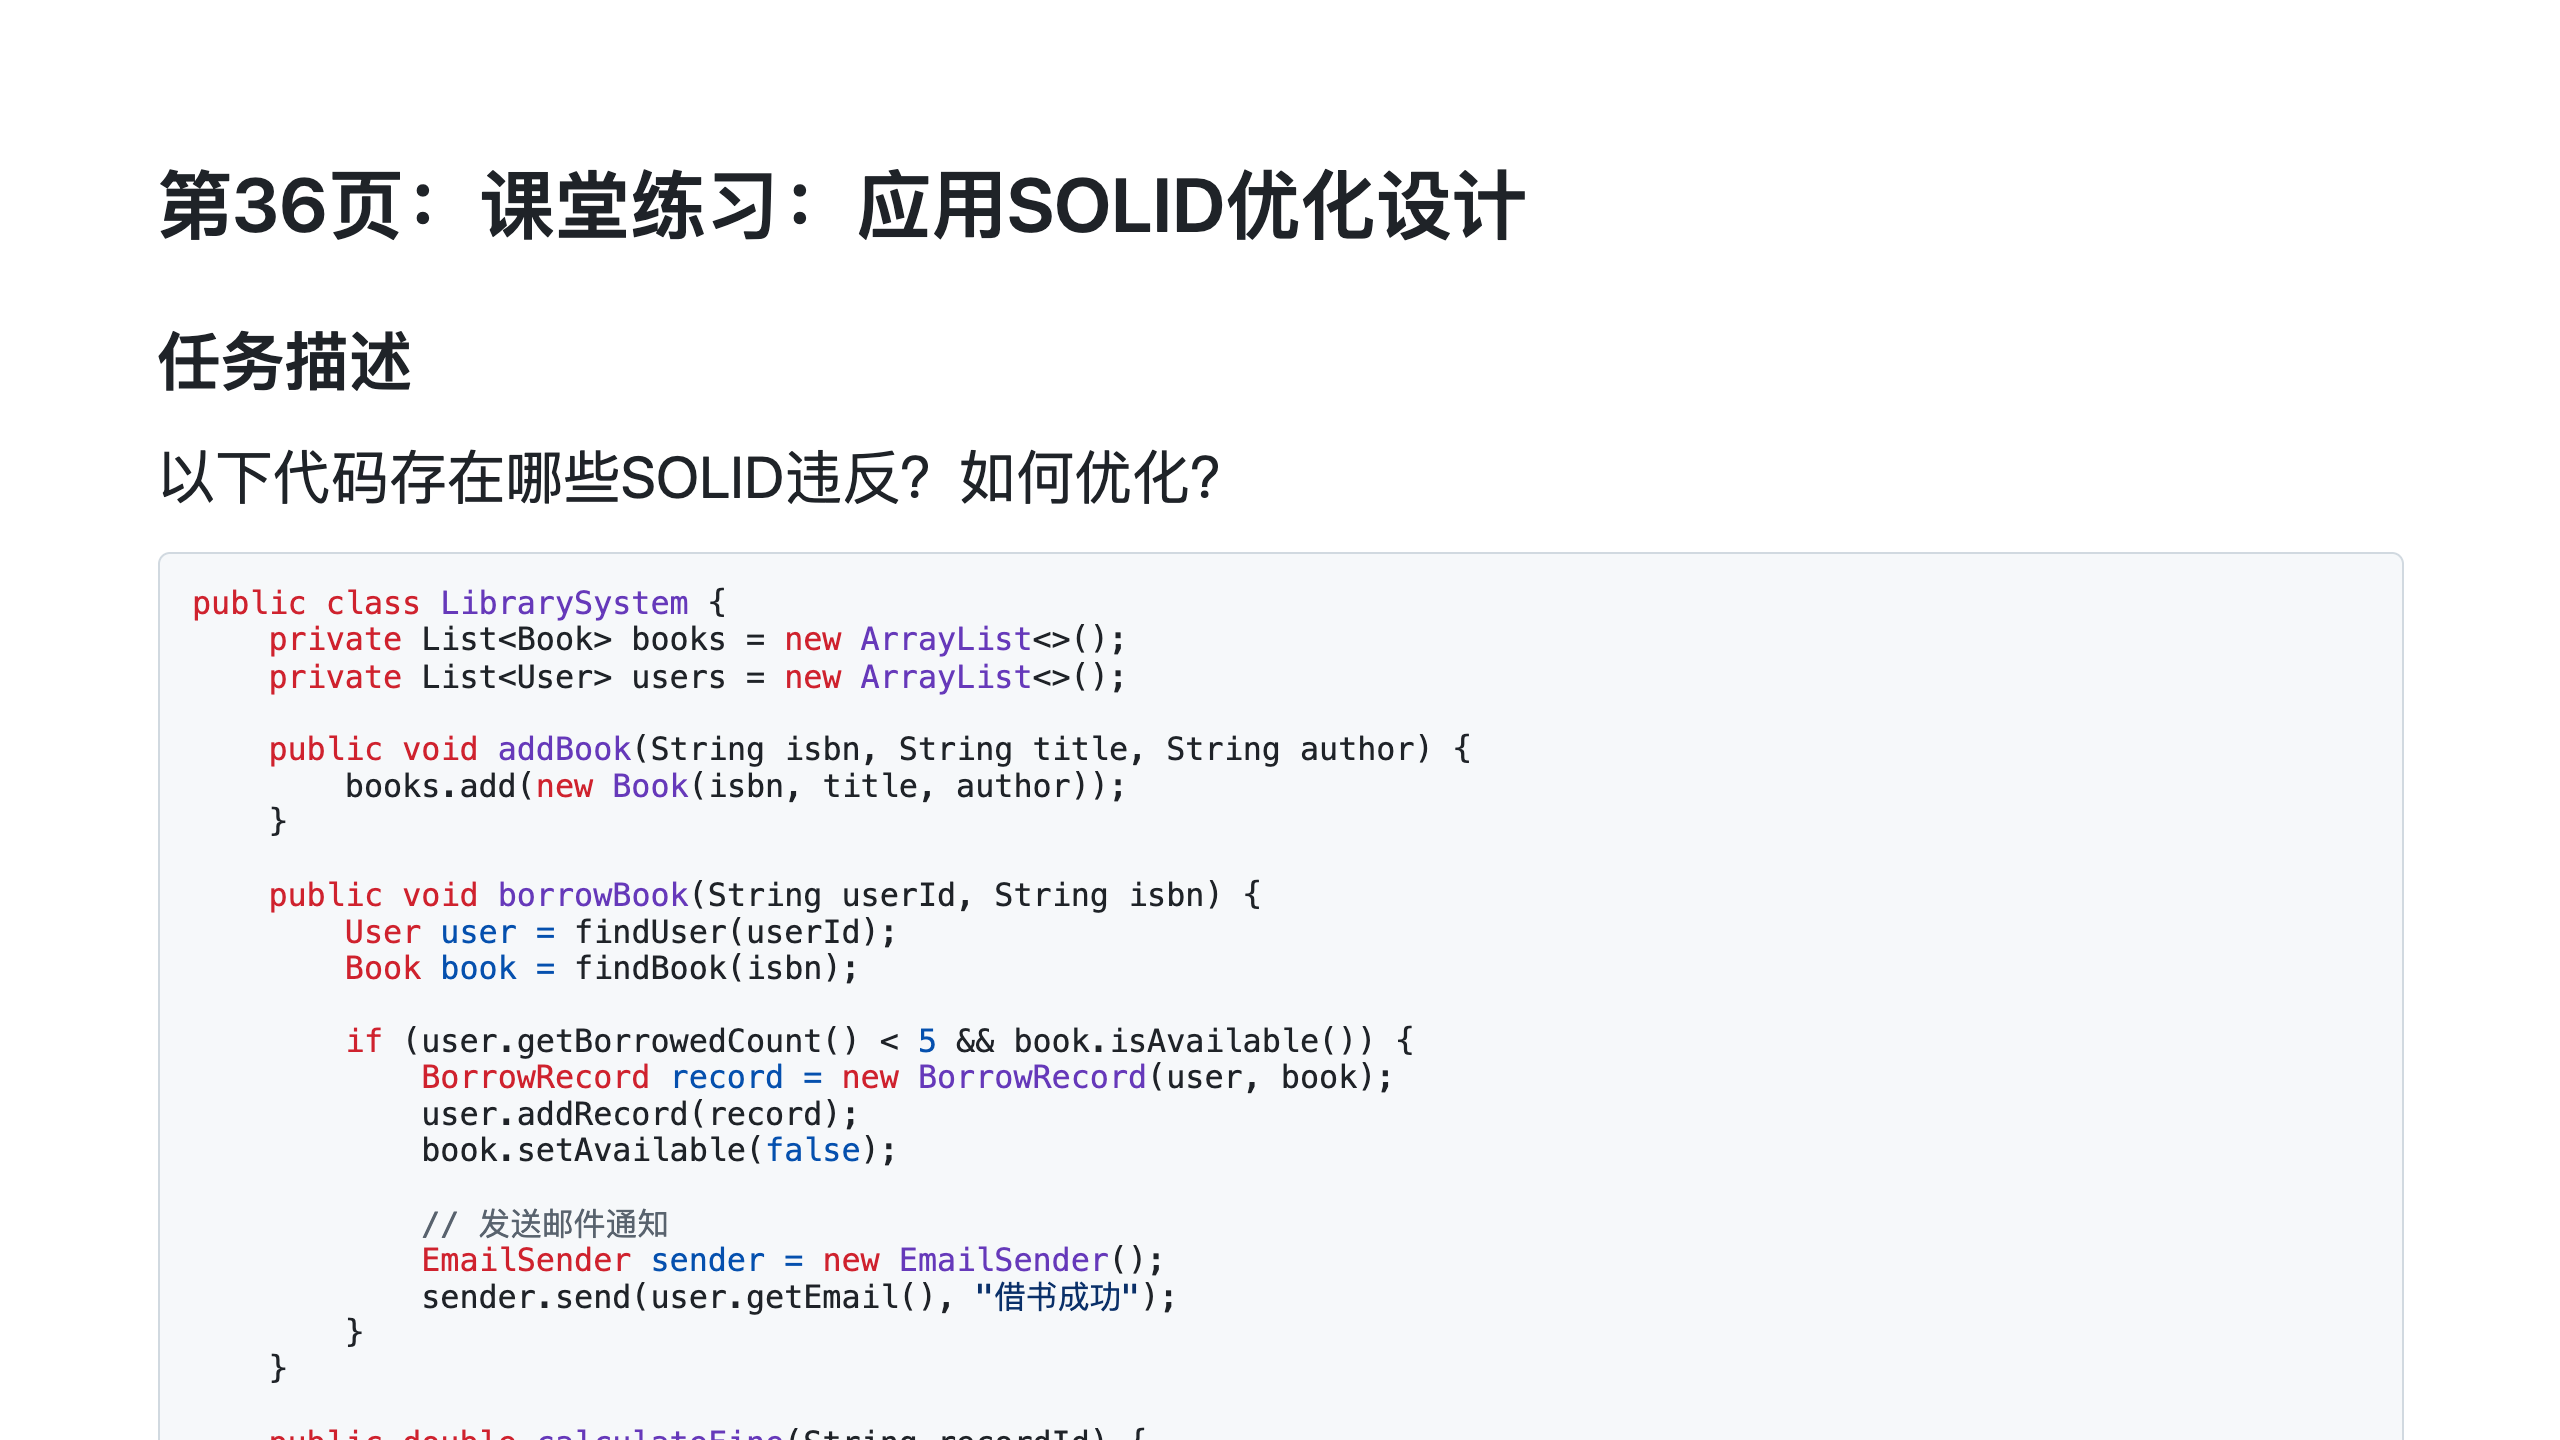 第36页：课堂练习：应用SOLID优化设计
任务描述
以下代码存在哪些SOLID违反？如何优化？
public class LibrarySystem {
    private List<Book> books = new ArrayList<>();
    private List<User> users = new ArrayList<>();
    public void addBook(String isbn, String title, String author) {
        books.add(new Book(isbn, title, author));
    }
    public void borrowBook(String userId, String isbn) {
        User user = findUser(userId);
        Book book = findBook(isbn);
        if (user.getBorrowedCount() < 5 && book.isAvailable()) {
            BorrowRecord record = new BorrowRecord(user, book);
            user.addRecord(record);
            book.setAvailable(false);
            // 发送邮件通知
            EmailSender sender = new EmailSender();
            sender.send(user.getEmail(), "借书成功");
        }
    }
    public double calculateFine(String recordId) {